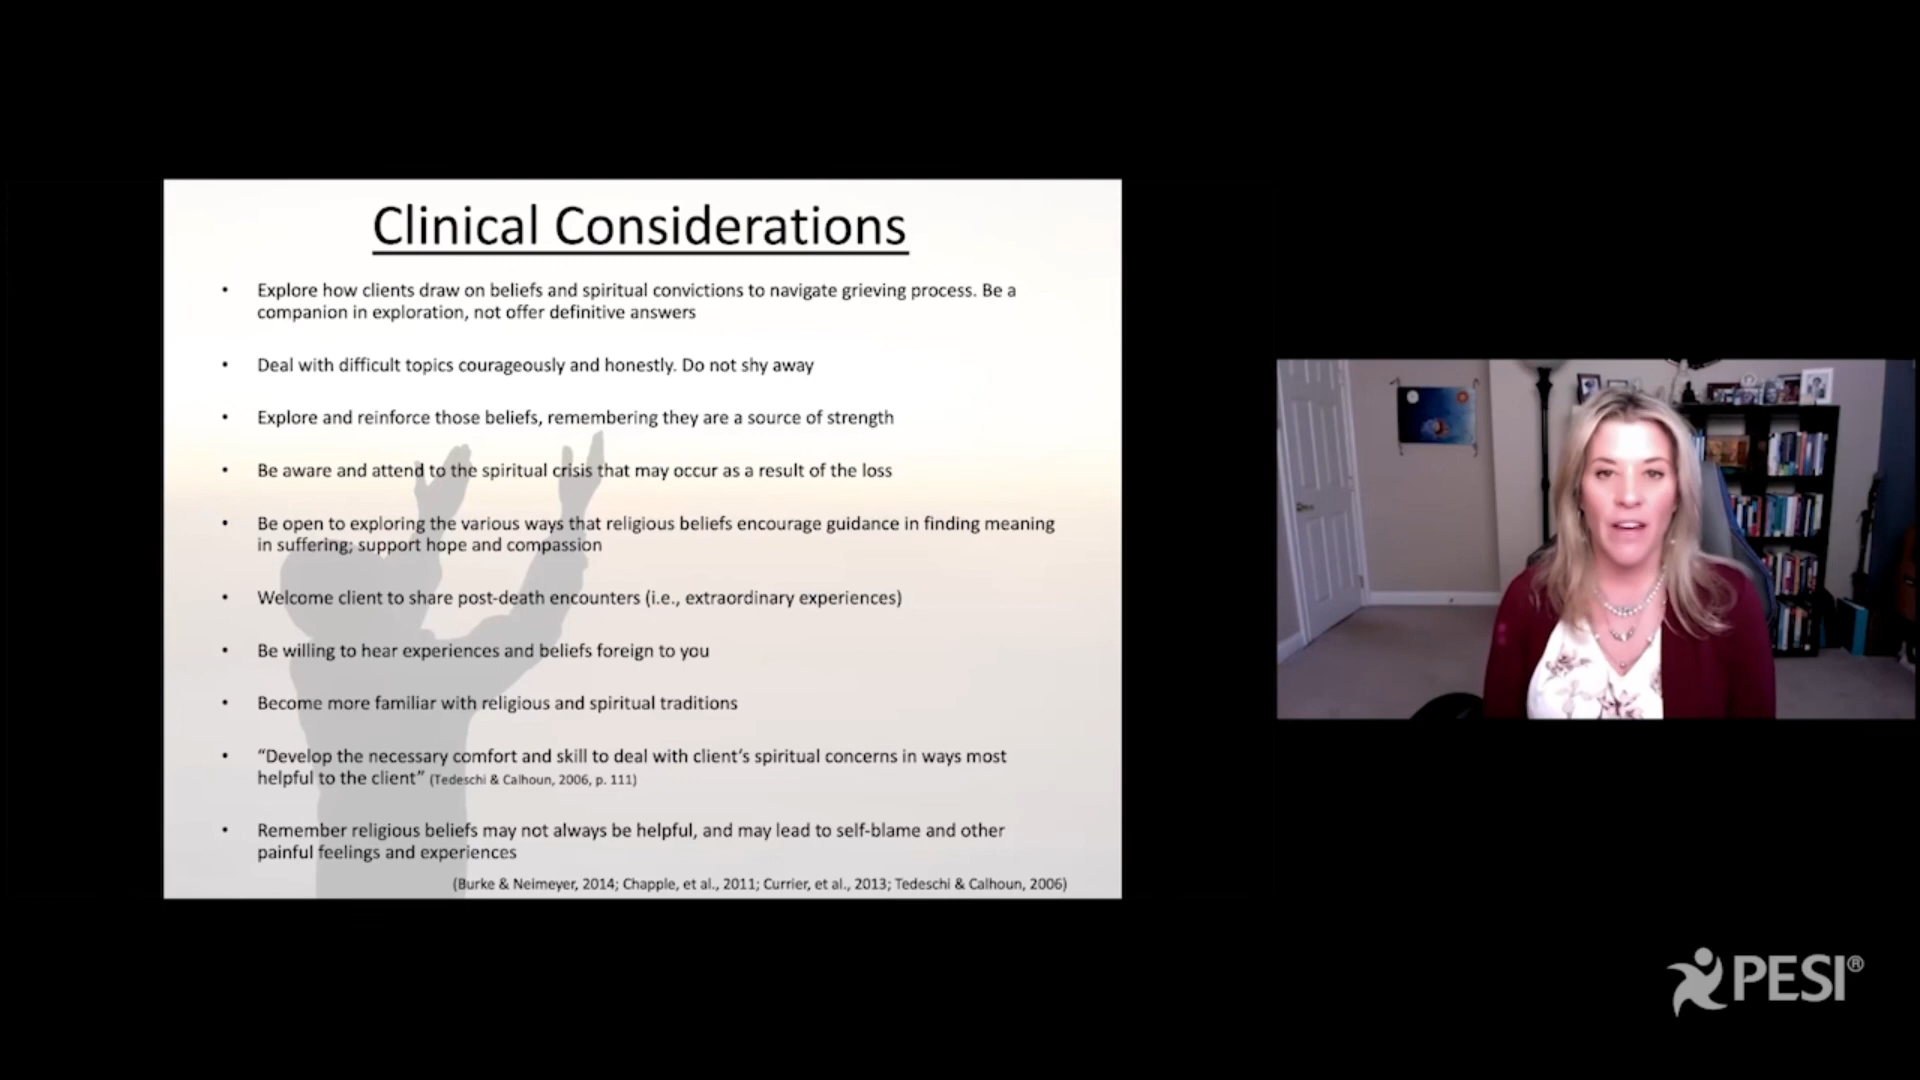 Clinical Considerations
• Explore how clients draw on beliefs and spiritual convictions to navigate grieving process. Be a
companion in exploration, not offer definitive answers
• Deal with difficult topics courageously and honestly. Do not shy away
• Explore and reinforce those beliefs, remembering they are a source of strength
• Be aware and attend to the spiritual crisis that may occur as a result of the loss
• Be open to exploring the various ways that religious beliefs encourage guidance in finding meaning
in suffering; support hope and compassion
• Welcome client to share post-death encounters (i.e., extraordinary experiences)
• Be willing to hear experiences and beliefs foreign to you
• Become more familiar with religious and spiritual traditions
• “Develop the necessary comfort and skill to deal with client’s spiritual concerns in ways most
helpful to the client” (Tedeschi & Calhoun, 2006, p. 111)
• Remember religious beliefs may not always be helpful, and may lead to self-blame and other
painful feelings and experiences
(Burke & Neimeyer, 2014; Chapple, et al., 2011; Currier, et al., 2013; Tedeschi & Calhoun, 2006)
PESI®